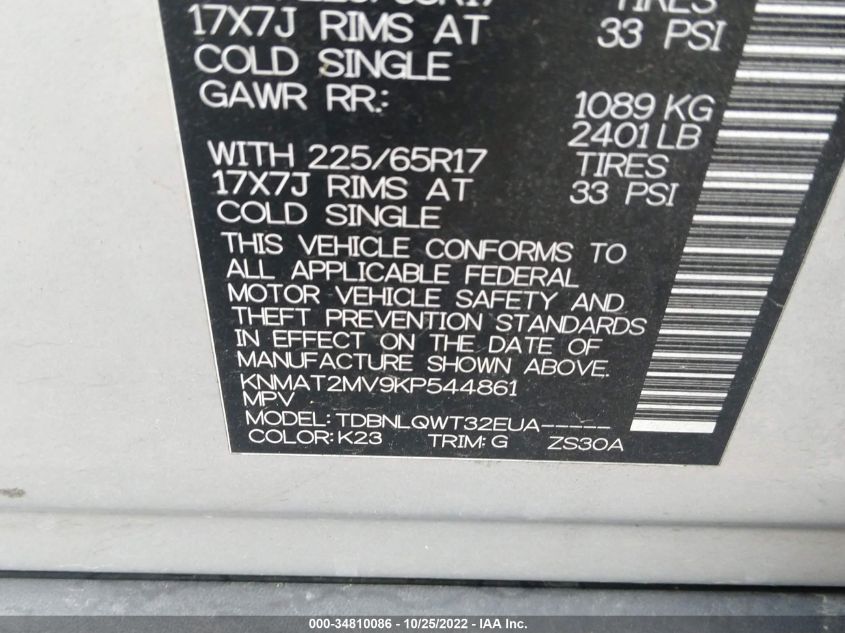 17X7J RIMS AT 33 PSI
COLD SINGLE
GAWR RR.: 1089 KG
2401 LB
WITH 225/65R17 TIRES
17X7J RIMS AT 33 PSI
COLD SINGLE
THIS VEHICLE CONFORMS TO
ALL APPLICABLE FEDERAL
MOTOR VEHICLE SAFETY AND
THEFT PREVENTION STANDARDS
IN EFFECT ON THE DATE OF
MANUFACTURE SHOWN ABOVE.
KNMAT2MV9KP544861
MPV
MODEL: TDBNLQWT32EUA-----
COLOR: K23 TRIM: G ZS30A
000-34810086 - 10/25/2022 - IAA Inc.